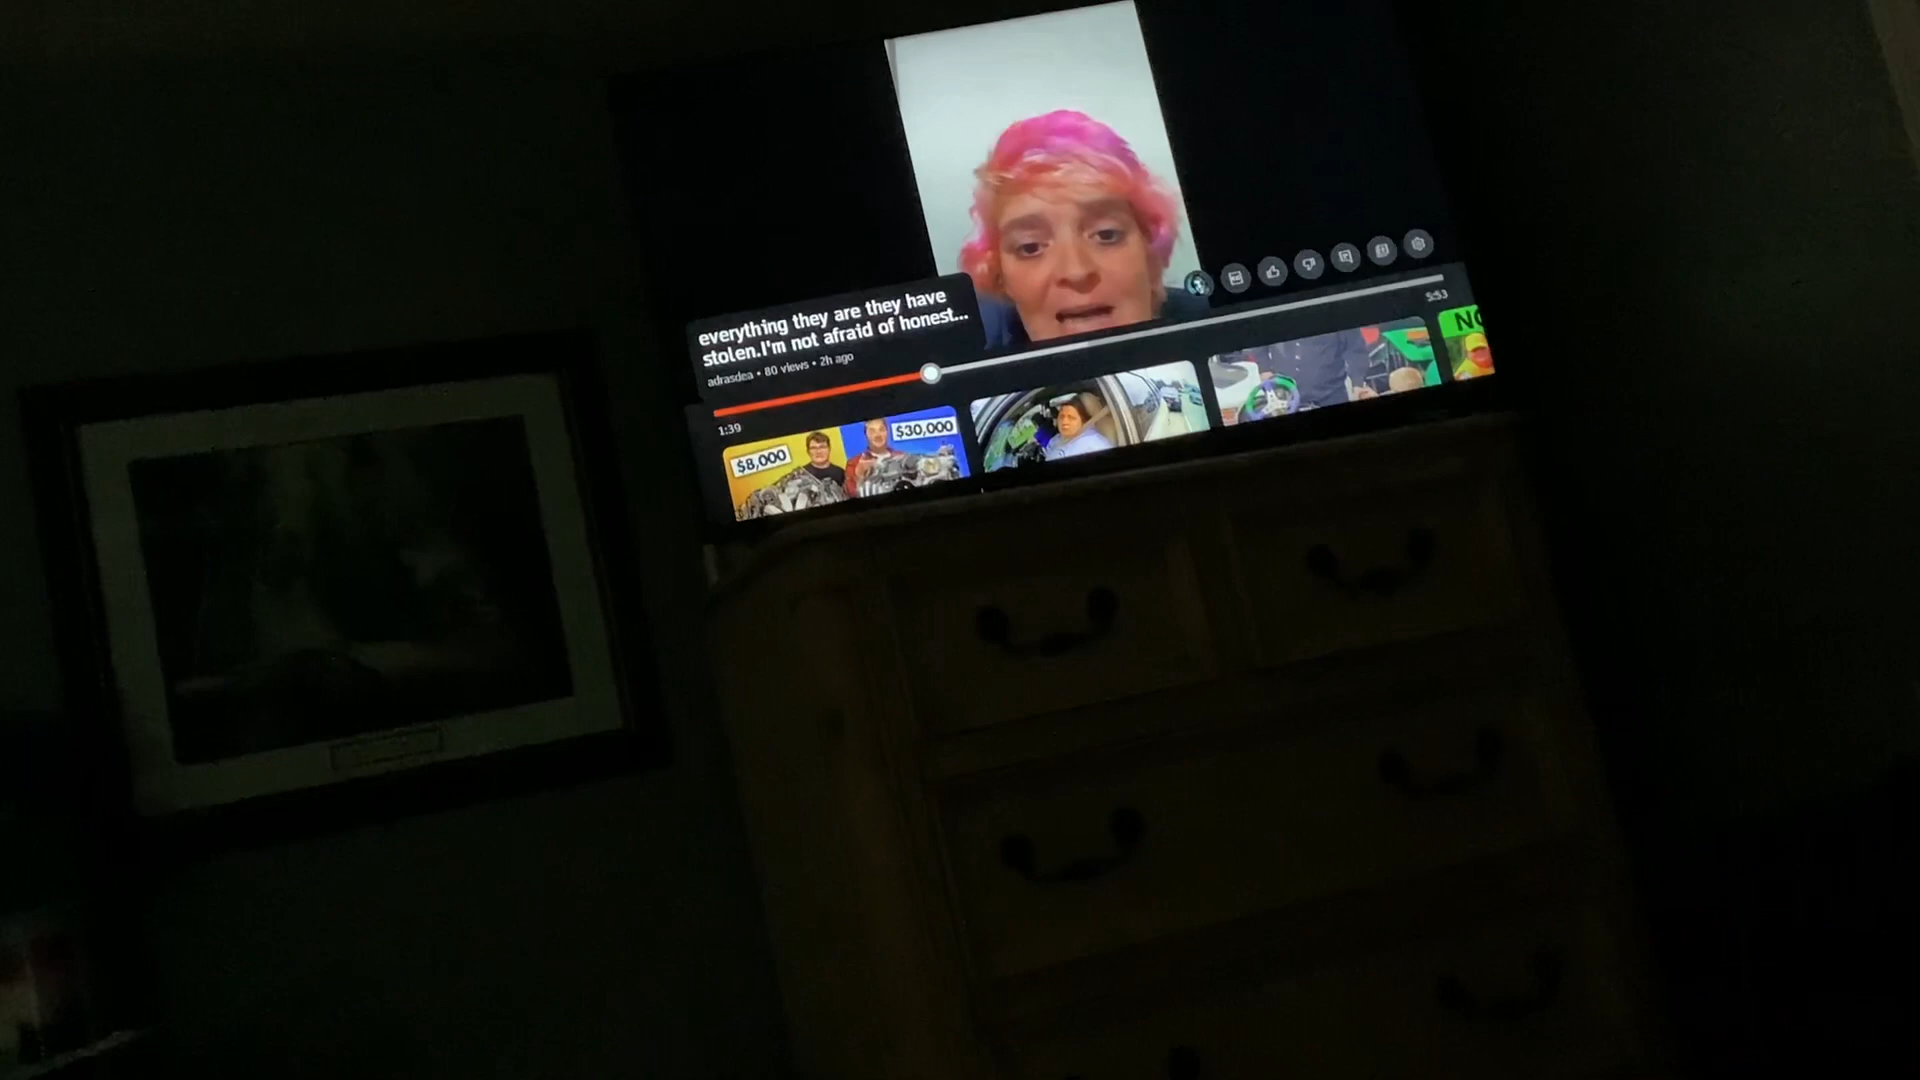 everything they are they have
stolen.I'm not afraid of honest...
adrasdea • 80 views • 2h ago
1:39
5:53
$8,000
$30,000